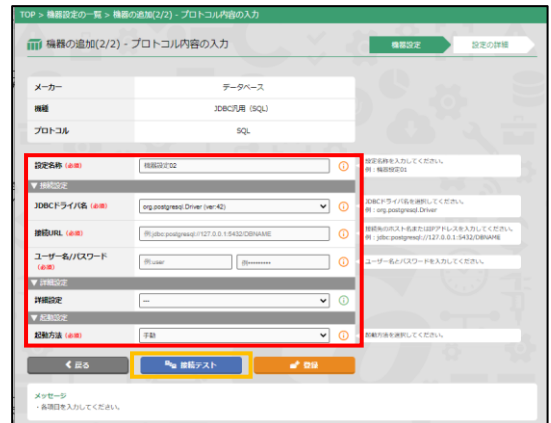 TOP > 機器設定の一覧 > 機器の追加(2/2) - プロトコル内容の入力
機器の追加(2/2) - プロトコル内容の入力
機器設定
設定の詳細
メーカー データベース
機種 JDBC汎用（SQL）
プロトコル SQL
設定名称 (必須) 機器設定02
設定名称を入力してください。
例：機器設定01
▼ 接続設定
JDBCドライバ名 (必須) org.postgresql.Driver (ver.42)
JDBCドライバ名を選択してください。
例：org.postgresql.Driver
接続URL (必須) 例:jdbc:postgresql://127.0.0.1:5432/DBNAME
接続先のホスト名またはIPアドレスを入力してください。
例：jdbc:postgresql://127.0.0.1:5432/DBNAME
ユーザー名/パスワード
(必須)
例:user
例:••••••••
ユーザー名とパスワードを入力してください。
▼ 詳細設定
詳細設定 ---
▼ 起動設定
起動方法 (必須) 手動
起動方法を選択してください。
戻る
接続テスト
登録
メッセージ
・各項目を入力してください。